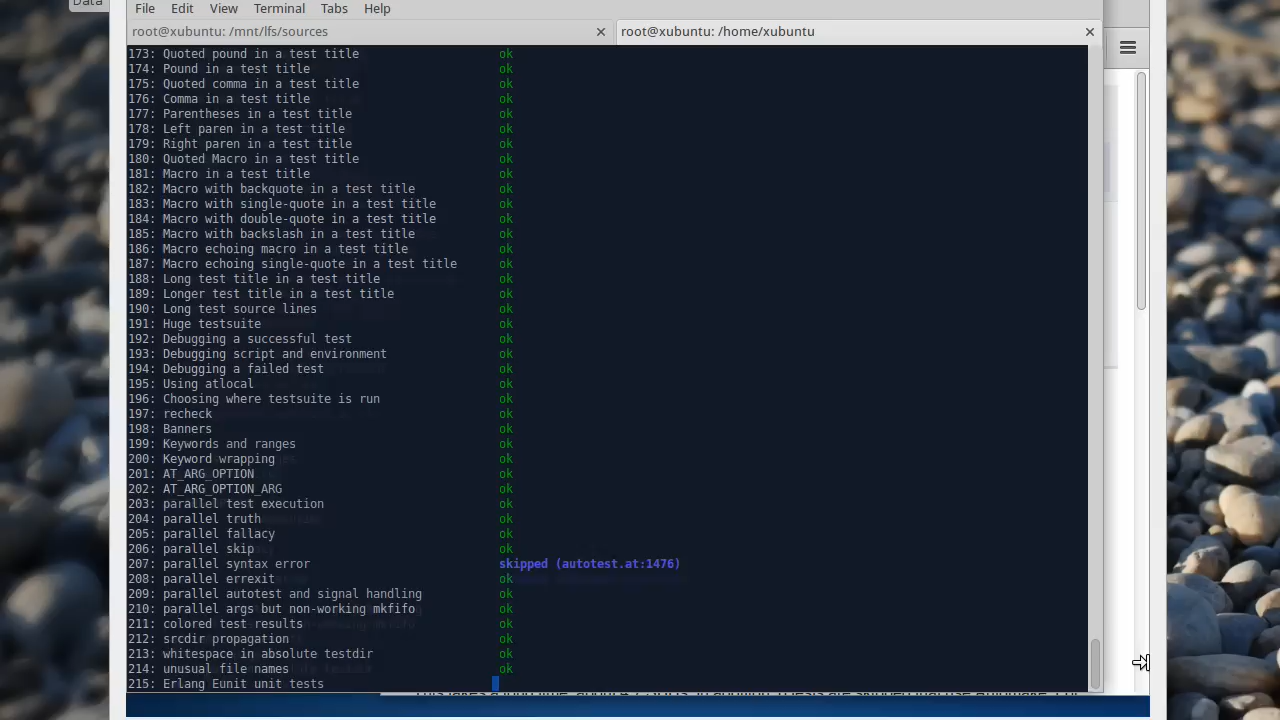 Data
File Edit View Terminal Tabs Help
root@xubuntu: /mnt/lfs/sources
root@xubuntu: /home/xubuntu
173: Quoted pound in a test title ok
174: Pound in a test title ok
175: Quoted comma in a test title ok
176: Comma in a test title ok
177: Parentheses in a test title ok
178: Left paren in a test title ok
179: Right paren in a test title ok
180: Quoted Macro in a test title ok
181: Macro in a test title ok
182: Macro with backquote in a test title ok
183: Macro with single-quote in a test title ok
184: Macro with double-quote in a test title ok
185: Macro with backslash in a test title ok
186: Macro echoing macro in a test title ok
187: Macro echoing single-quote in a test title ok
188: Long test title in a test title ok
189: Longer test title in a test title ok
190: Long test source lines ok
191: Huge testsuite ok
192: Debugging a successful test ok
193: Debugging script and environment ok
194: Debugging a failed test ok
195: Using atlocal ok
196: Choosing where testsuite is run ok
197: recheck ok
198: Banners ok
199: Keywords and ranges ok
200: Keyword wrapping ok
201: AT_ARG_OPTION ok
202: AT_ARG_OPTION_ARG ok
203: parallel test execution ok
204: parallel truth ok
205: parallel fallacy ok
206: parallel skip ok
207: parallel syntax error skipped (autotest.at:1476)
208: parallel errexit ok
209: parallel autotest and signal handling ok
210: parallel args but non-working mkfifo ok
211: colored test results ok
212: srcdir propagation ok
213: whitespace in absolute testdir ok
214: unusual file names ok
215: Erlang Eunit unit tests